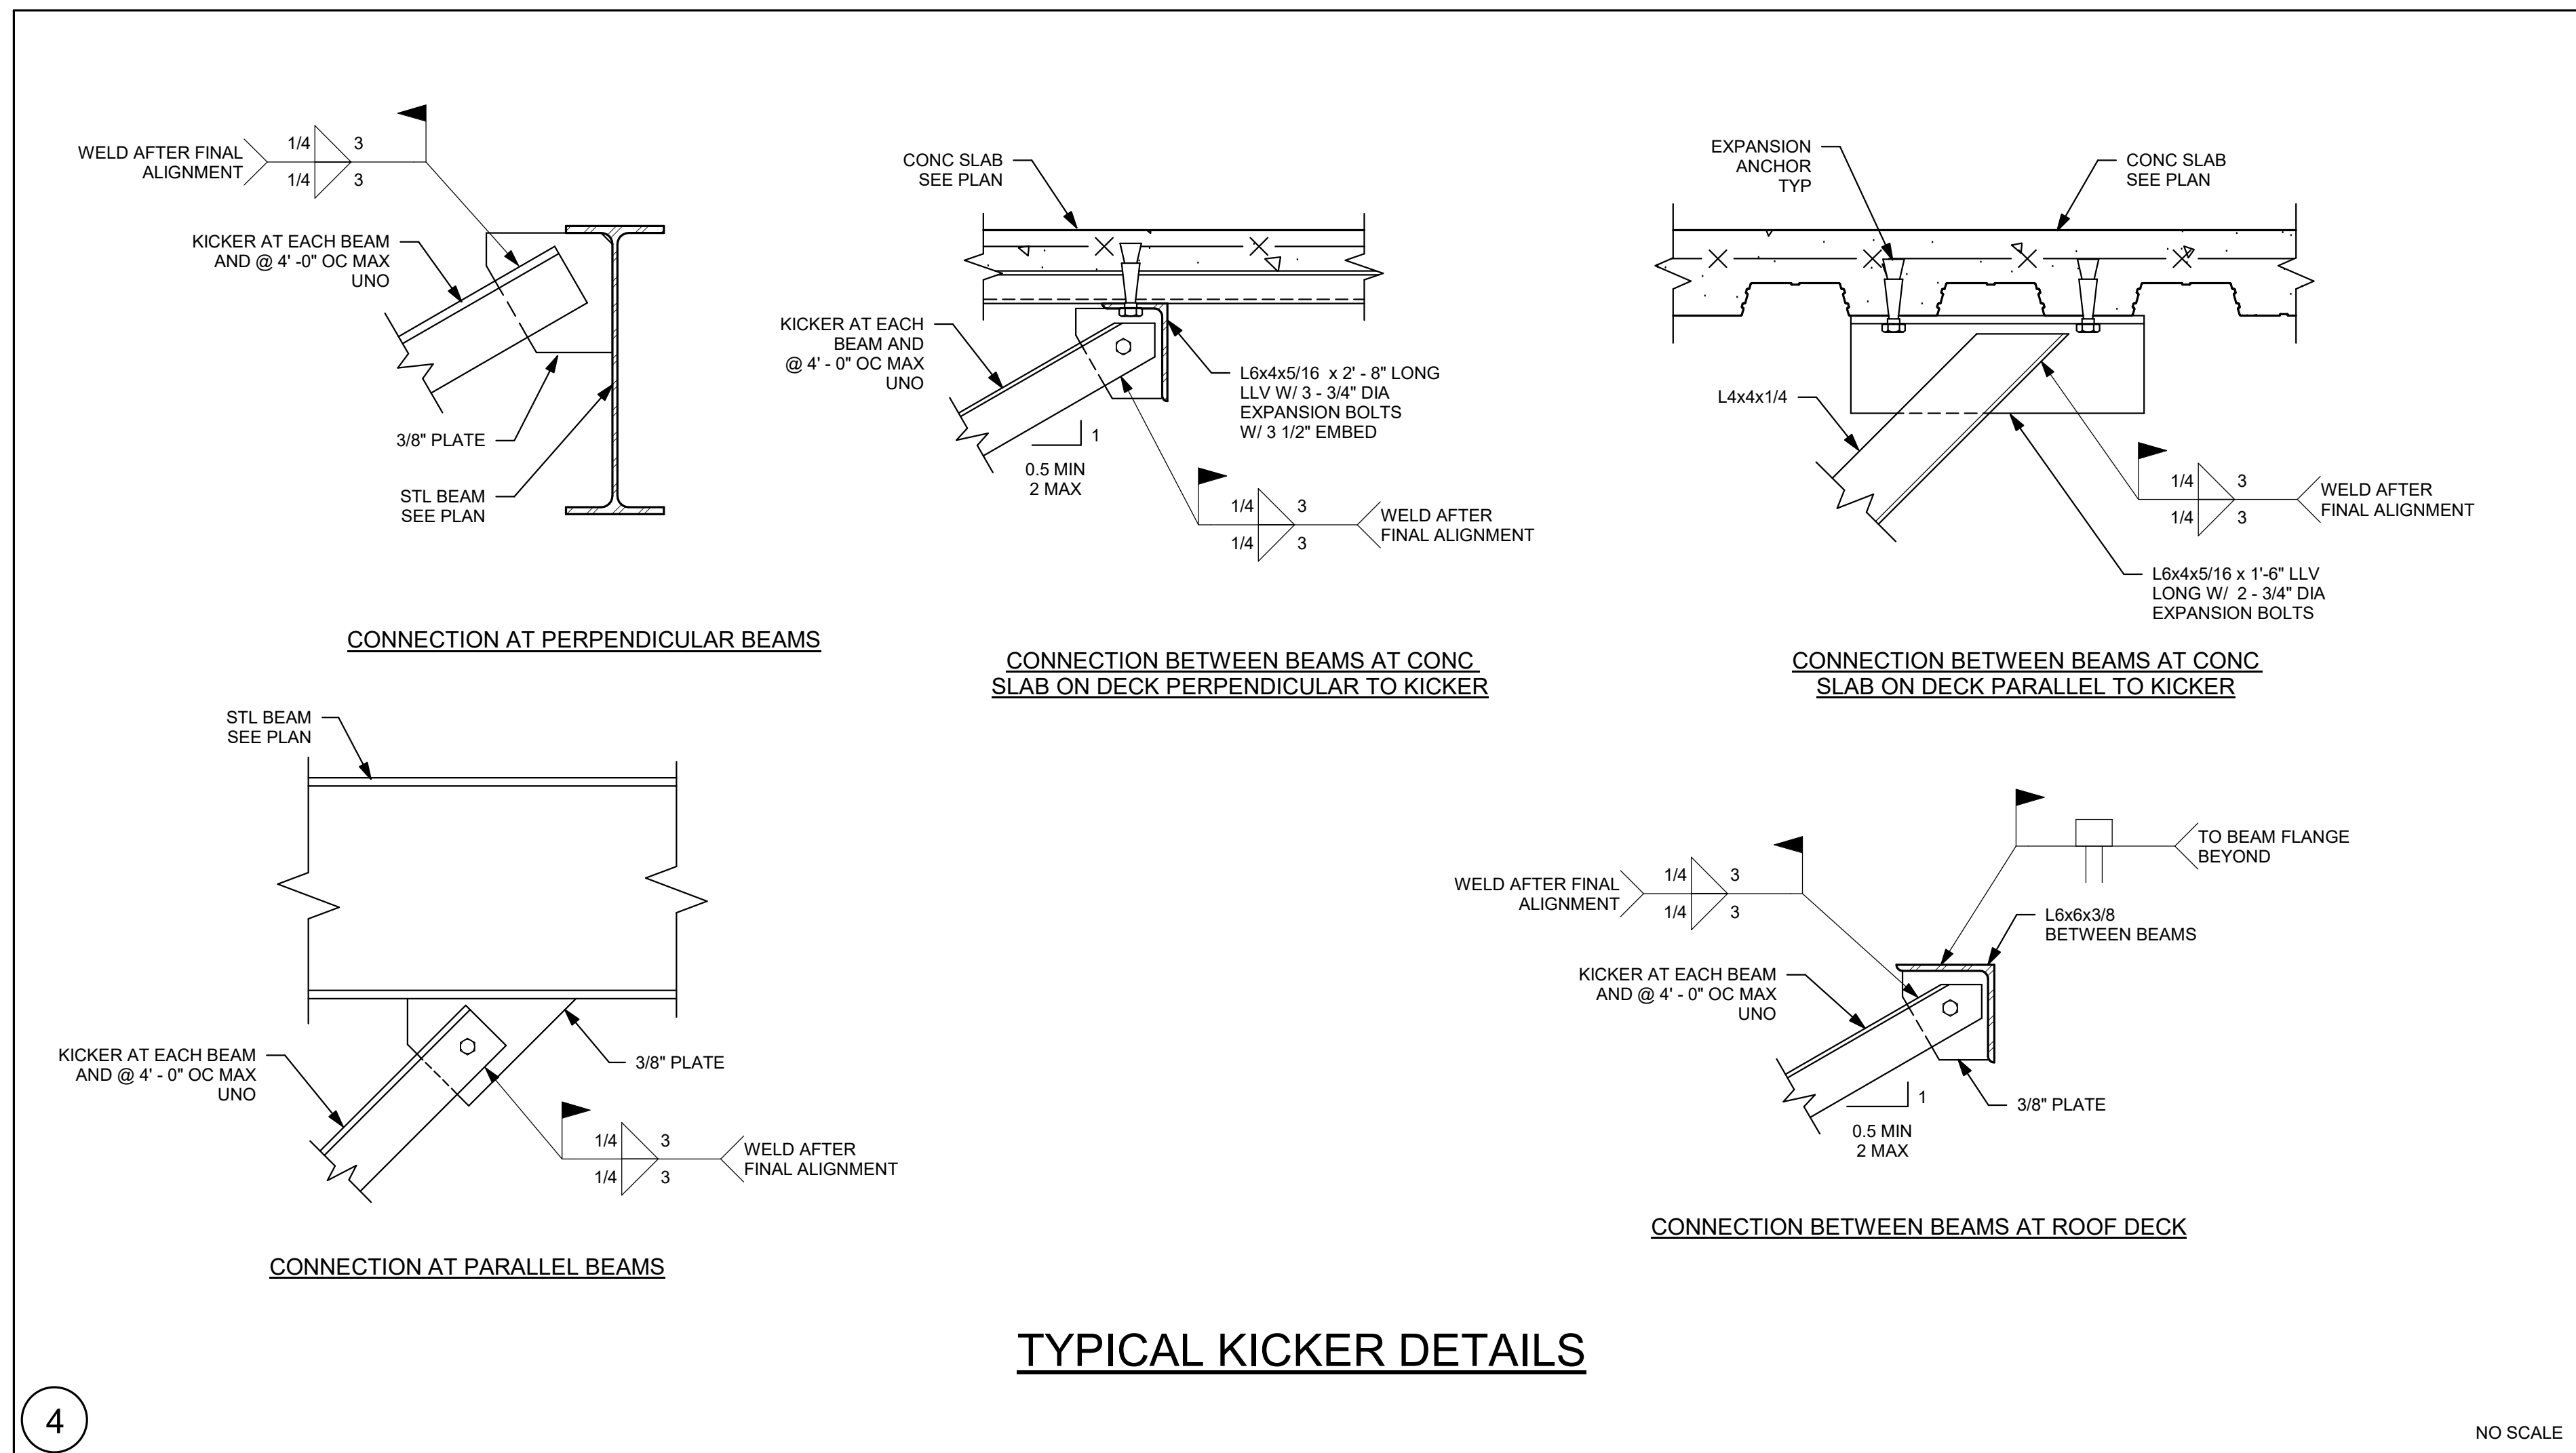 WELD AFTER FINAL
ALIGNMENT
1/4
3
1/4
3
KICKER AT EACH BEAM
AND @ 4' -0" OC MAX
UNO
3/8" PLATE
STL BEAM
SEE PLAN
CONNECTION AT PERPENDICULAR BEAMS
CONC SLAB
SEE PLAN
KICKER AT EACH
BEAM AND
@ 4' - 0" OC MAX
UNO
L6x4x5/16 x 2' - 8" LONG
LLV W/ 3 - 3/4" DIA
EXPANSION BOLTS
W/ 3 1/2" EMBED
1
0.5 MIN
2 MAX
1/4
3
1/4
3
WELD AFTER
FINAL ALIGNMENT
CONNECTION BETWEEN BEAMS AT CONC
SLAB ON DECK PERPENDICULAR TO KICKER
EXPANSION
ANCHOR
TYP
CONC SLAB
SEE PLAN
L4x4x1/4
1/4
3
1/4
3
WELD AFTER
FINAL ALIGNMENT
L6x4x5/16 x 1'-6" LLV
LONG W/ 2 - 3/4" DIA
EXPANSION BOLTS
CONNECTION BETWEEN BEAMS AT CONC
SLAB ON DECK PARALLEL TO KICKER
STL BEAM
SEE PLAN
KICKER AT EACH BEAM
AND @ 4' - 0" OC MAX
UNO
3/8" PLATE
1/4
3
1/4
3
WELD AFTER
FINAL ALIGNMENT
CONNECTION AT PARALLEL BEAMS
TO BEAM FLANGE
BEYOND
WELD AFTER FINAL
ALIGNMENT
1/4
3
1/4
3
L6x6x3/8
BETWEEN BEAMS
KICKER AT EACH BEAM
AND @ 4' - 0" OC MAX
UNO
1
0.5 MIN
2 MAX
3/8" PLATE
CONNECTION BETWEEN BEAMS AT ROOF DECK
TYPICAL KICKER DETAILS
4
NO SCALE